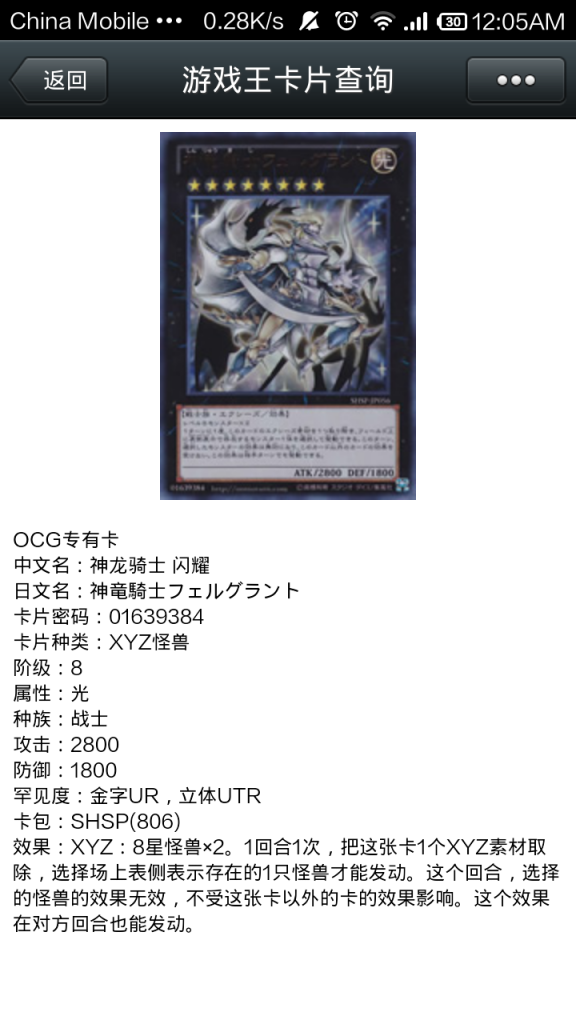 China Mobile ••• 0.28K/s 30 12:05AM
返回 游戏王卡片查询 •••
光
SHSP-JP056
ATK/2800 DEF/1800
01639384
OCG专有卡
中文名：神龙骑士 闪耀
日文名：神竜騎士フェルグラント
卡片密码：01639384
卡片种类：XYZ怪兽
阶级：8
属性：光
种族：战士
攻击：2800
防御：1800
罕见度：金字UR，立体UTR
卡包：SHSP(806)
效果：XYZ：8星怪兽×2。1回合1次，把这张卡1个XYZ素材取
除，选择场上表侧表示存在的1只怪兽才能发动。这个回合，选择
的怪兽的效果无效，不受这张卡以外的卡的效果影响。这个效果
在对方回合也能发动。